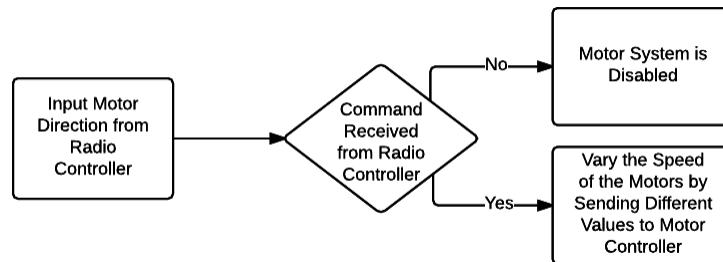 Input Motor
Direction from
Radio
Controller
Command
Received
from Radio
Controller
No
Motor System is
Disabled
Yes
Vary the Speed
of the Motors by
Sending Different
Values to Motor
Controller